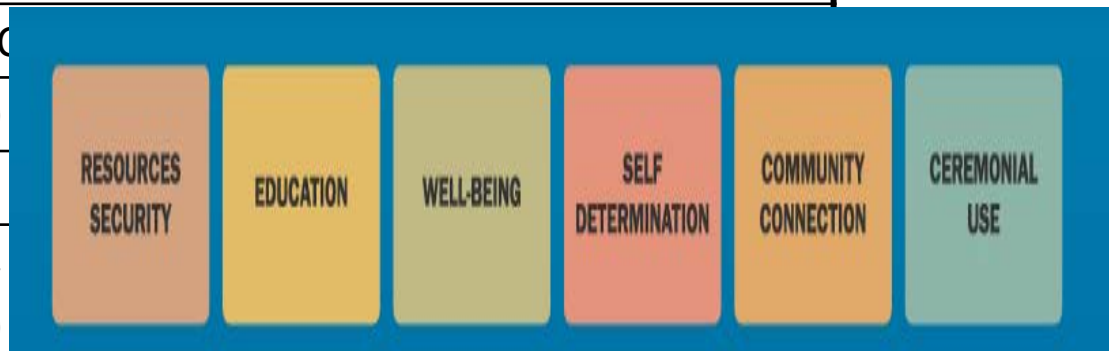 RESOURCES
SECURITY
EDUCATION
WELL-BEING
SELF
DETERMINATION
COMMUNITY
CONNECTION
CEREMONIAL
USE